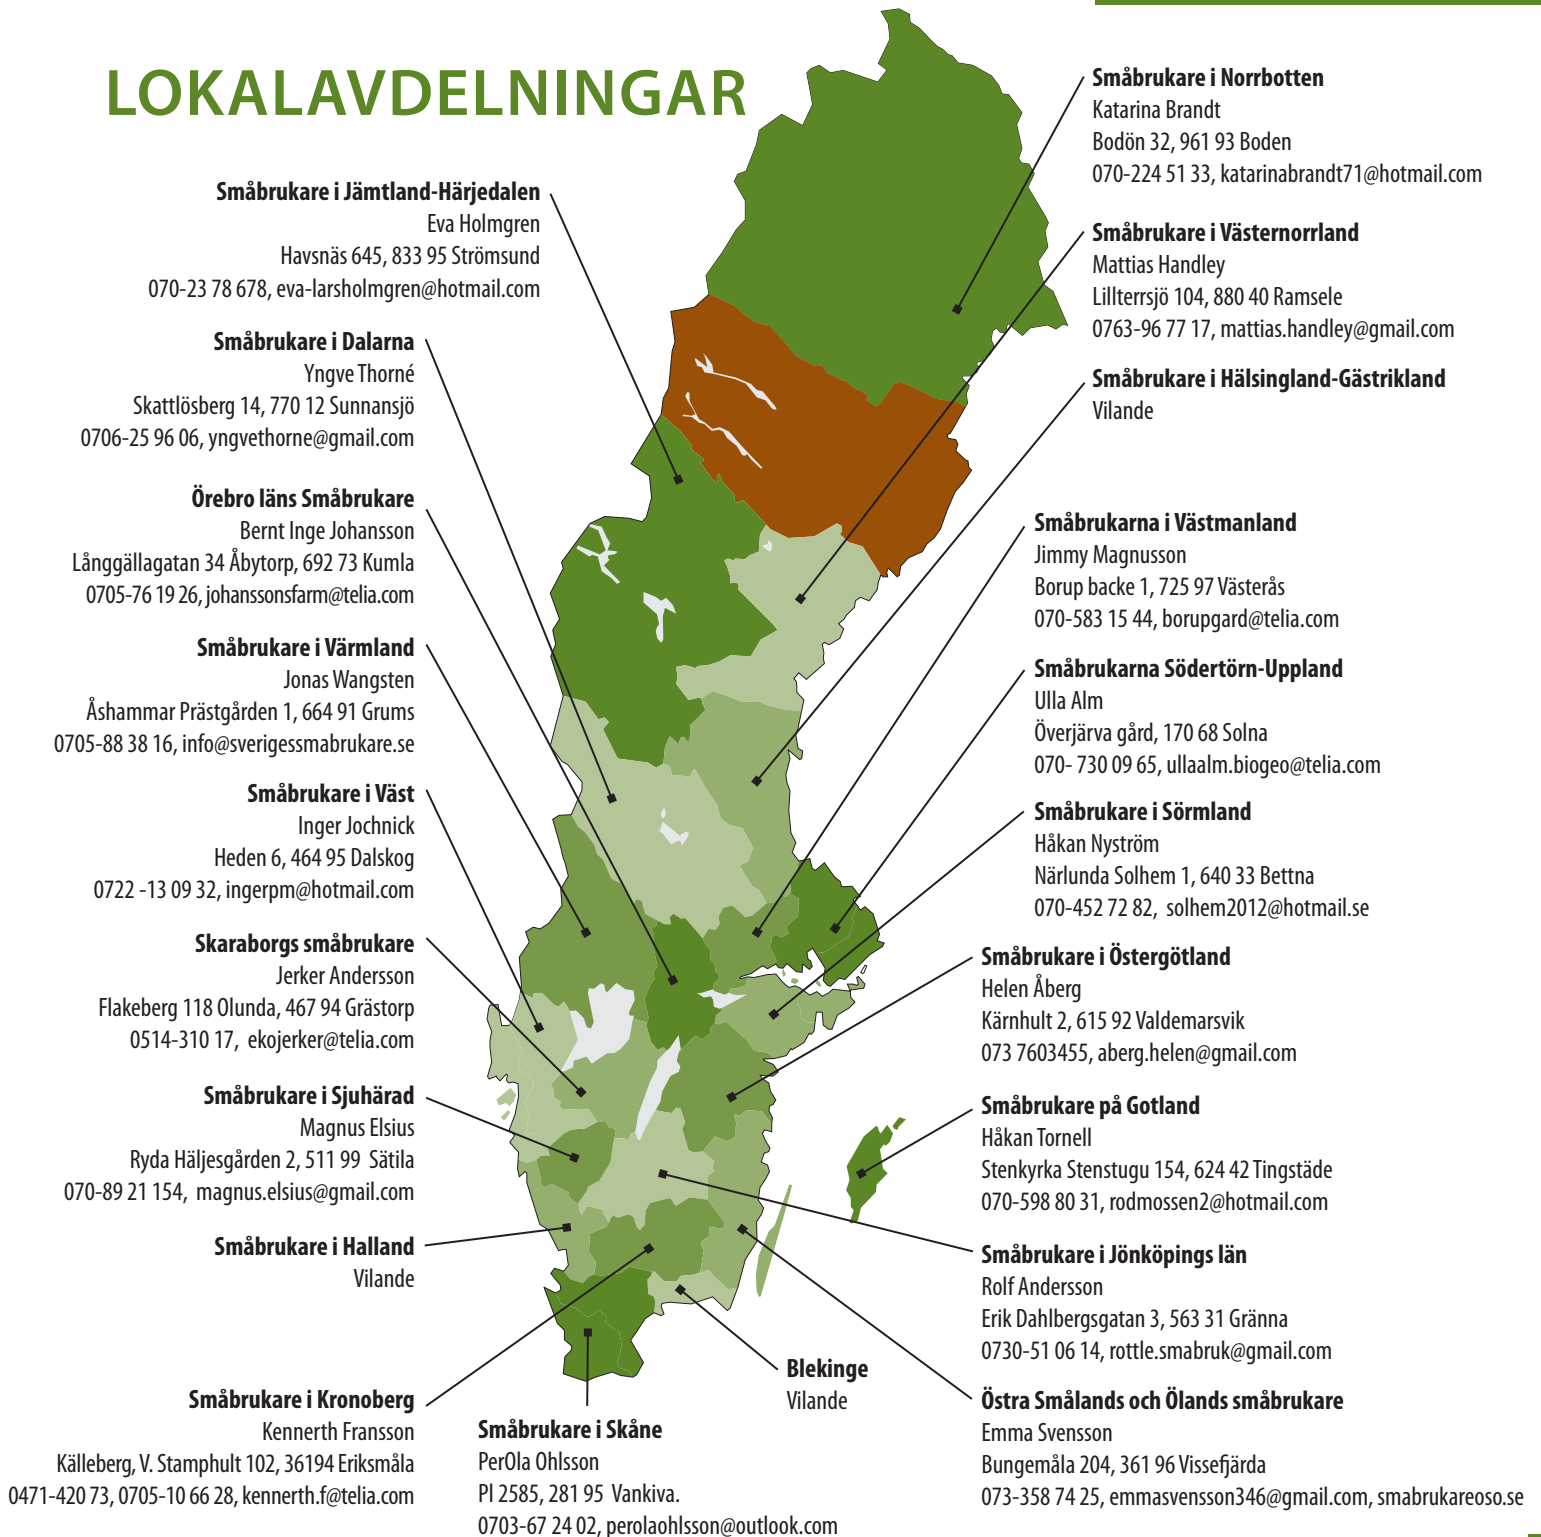 LOKALAVDELNINGAR
Småbrukare i Jämtland-Härjedalen
Eva Holmgren
Havsnäs 645, 833 95 Strömsund
070-23 78 678, eva-larsholmgren@hotmail.com
Småbrukare i Dalarna
Yngve Thorné
Skattlösberg 14, 770 12 Sunnansjö
0706-25 96 06, yngvethorne@gmail.com
Örebro läns Småbrukare
Bernt Inge Johansson
Långgällagatan 34 Åbytorp, 692 73 Kumla
0705-76 19 26, johanssonsfarm@telia.com
Småbrukare i Värmland
Jonas Wangsten
Åshammar Prästgården 1, 664 91 Grums
0705-88 38 16, info@sverigessmabrukare.se
Småbrukare i Väst
Inger Jochnick
Heden 6, 464 95 Dalskog
0722 -13 09 32, ingerpm@hotmail.com
Skaraborgs småbrukare
Jerker Andersson
Flakeberg 118 Olunda, 467 94 Grästorp
0514-310 17, ekojerker@telia.com
Småbrukare i Sjuhärad
Magnus Elsius
Ryda Häljesgården 2, 511 99 Sätila
070-89 21 154, magnus.elsius@gmail.com
Småbrukare i Halland
Vilande
Småbrukare i Kronoberg
Kennerth Fransson
Källeberg, V. Stamphult 102, 36194 Eriksmåla
0471-420 73, 0705-10 66 28, kennerth.f@telia.com
Småbrukare i Skåne
PerOla Ohlsson
Pl 2585, 281 95 Vankiva.
0703-67 24 02, perolaohlsson@outlook.com
Blekinge
Vilande
Småbrukare i Norrbotten
Katarina Brandt
Bodön 32, 961 93 Boden
070-224 51 33, katarinabrandt71@hotmail.com
Småbrukare i Västernorrland
Mattias Handley
Lillterrsjö 104, 880 40 Ramsele
0763-96 77 17, mattias.handley@gmail.com
Småbrukare i Hälsingland-Gästrikland
Vilande
Småbrukarna i Västmanland
Jimmy Magnusson
Borup backe 1, 725 97 Västerås
070-583 15 44, borupgard@telia.com
Småbrukarna Södertörn-Uppland
Ulla Alm
Överjärva gård, 170 68 Solna
070- 730 09 65, ullaalm.biogeo@telia.com
Småbrukare i Sörmland
Håkan Nyström
Närlunda Solhem 1, 640 33 Bettna
070-452 72 82, solhem2012@hotmail.se
Småbrukare i Östergötland
Helen Åberg
Kärnhult 2, 615 92 Valdemarsvik
073 7603455, aberg.helen@gmail.com
Småbrukare på Gotland
Håkan Tornell
Stenkyrka Stenstugu 154, 624 42 Tingstäde
070-598 80 31, rodmossen2@hotmail.com
Småbrukare i Jönköpings län
Rolf Andersson
Erik Dahlbergsgatan 3, 563 31 Gränna
0730-51 06 14, rottle.smabruk@gmail.com
Östra Smålands och Ölands småbrukare
Emma Svensson
Bungemåla 204, 361 96 Vissefjärda
073-358 74 25, emmasvensson346@gmail.com, smabrukareoso.se